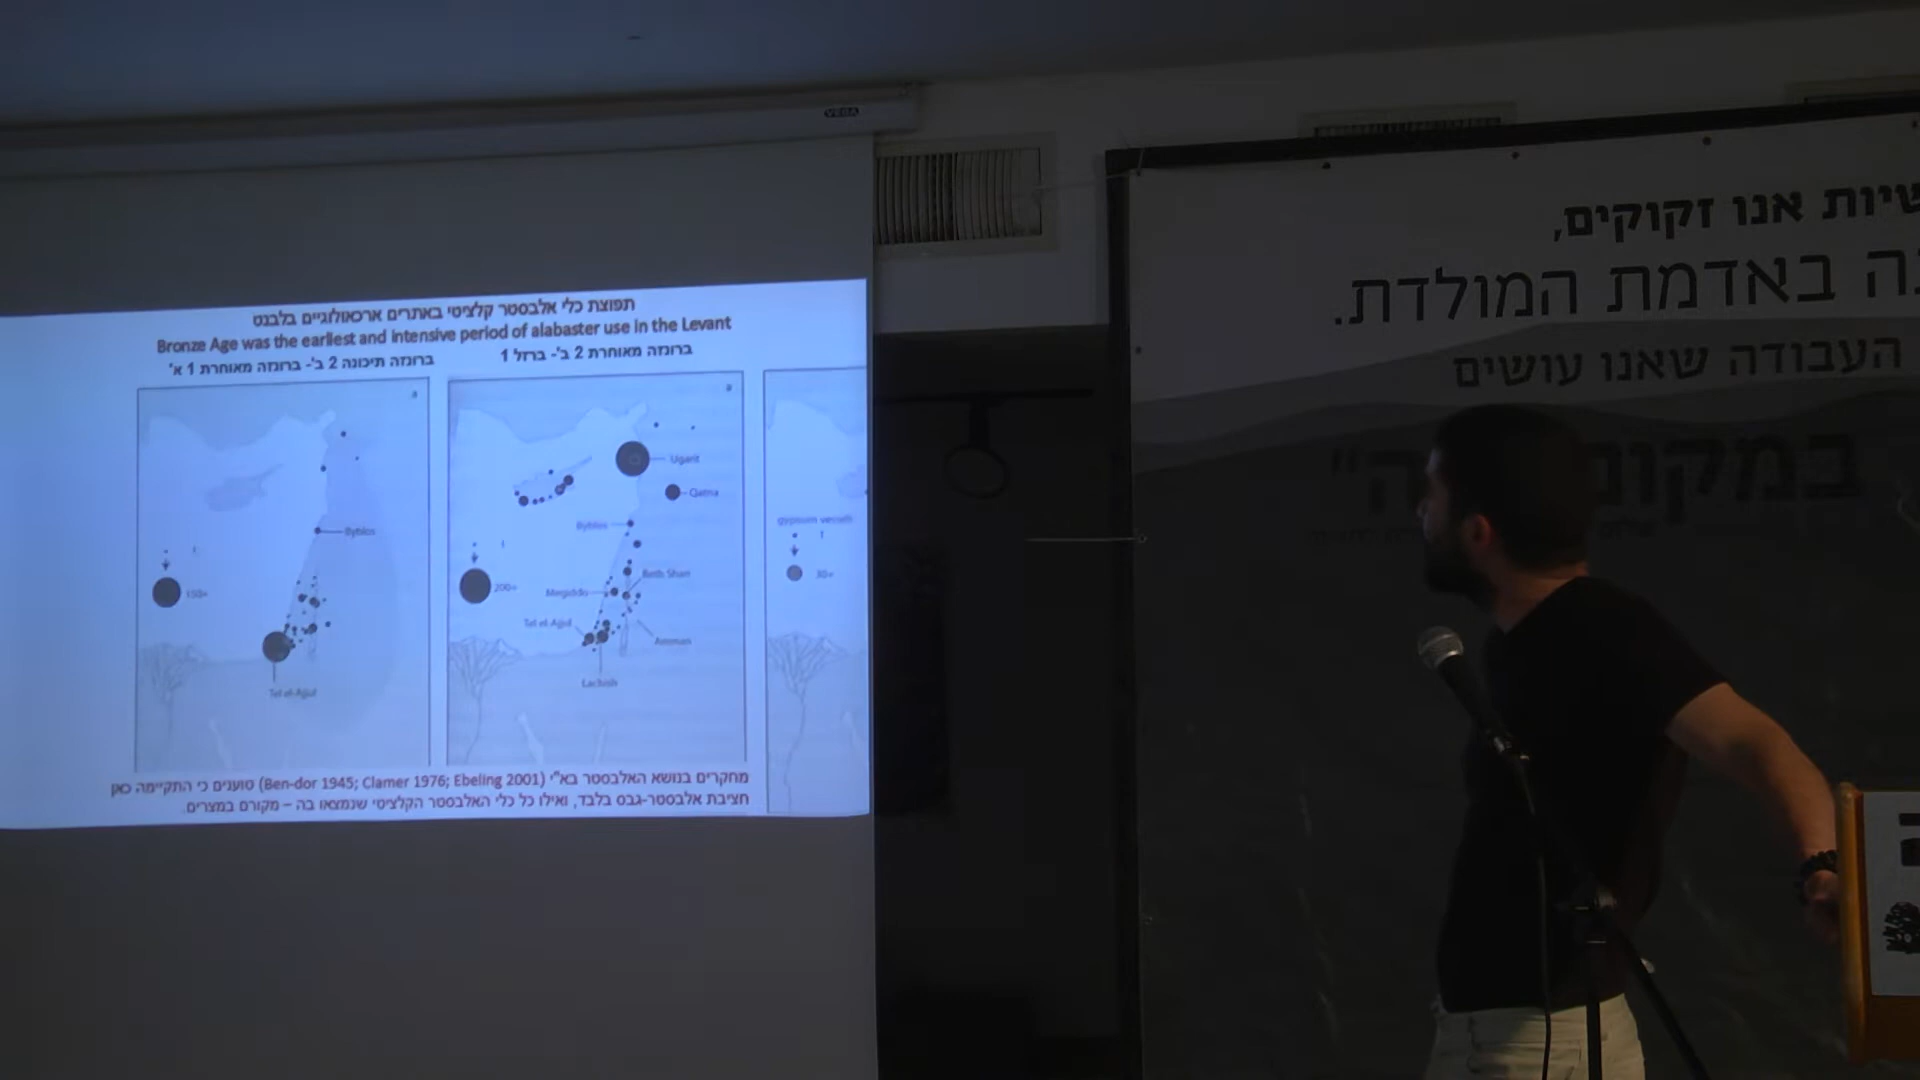 VEGA
תפוצת כלי אלבסטר קלציטי באתרים ארכאולוגיים בלבנט
Bronze Age was the earliest and intensive period of alabaster use in the Levant
ברונזה תיכונה 2 ב'- ברונזה מאוחרת 1 א'
ברונזה מאוחרת 2 ב'- ברזל 1
Byblos
150+
Tel el-Ajjul
Ugarit
Qatna
Byblos
Beth Shan
200+
Megiddo
Tel el-Ajjul
Amman
Lachish
gypsum vessels
1
30+
מחקרים בנושא האלבסטר בא"י (Ben-dor 1945; Clamer 1976; Ebeling 2001) טוענים כי התקיימה כאן
חציבת אלבסטר-גבס בלבד, ואילו כל כלי האלבסטר הקלציטי שנמצאו בה – מקורם במצרים.
אנו זקוקים,
באדמת המולדת.
העבודה שאנו עושים